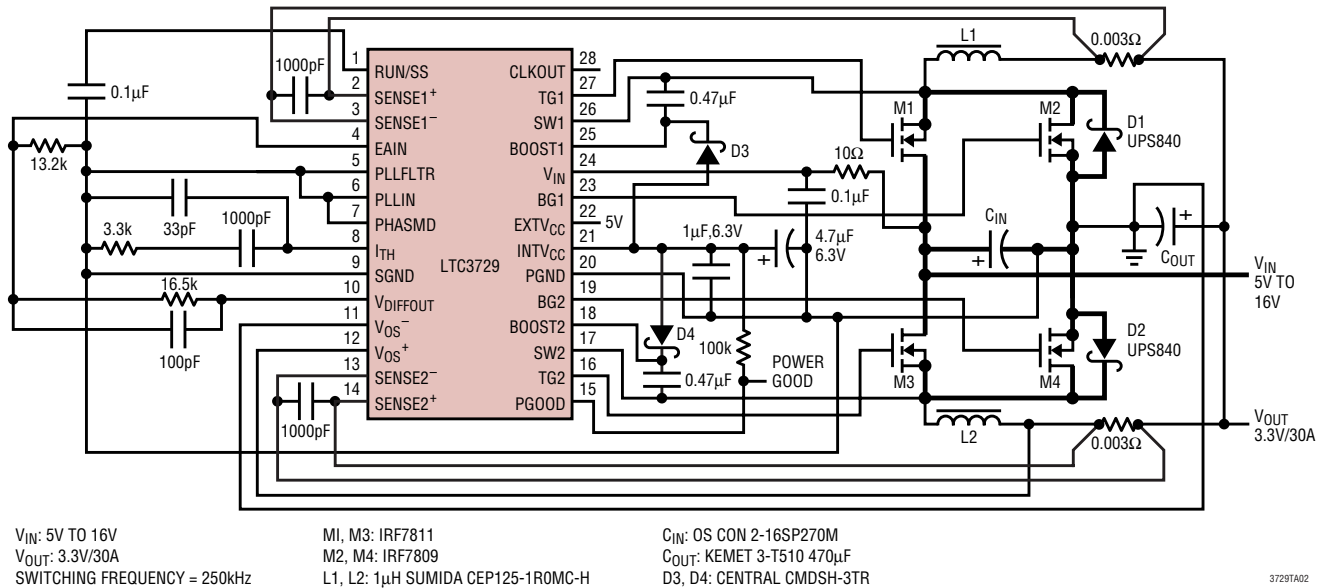 L1
0.003Ω
1000pF
0.1µF
1 RUN/SS
2 SENSE1+
3 SENSE1–
4 EAIN
5 PLLFLTR
6 PLLIN
7 PHASMD
8 ITH
9 SGND
10 VDIFFOUT
11 VOS–
12 VOS+
13 SENSE2–
14 SENSE2+
LTC3729
CLKOUT 28
TG1 27
SW1 26
BOOST1 25
VIN 24
BG1 23
EXTVCC 22
INTVCC 21
PGND 20
BG2 19
BOOST2 18
SW2 17
TG2 16
PGOOD 15
13.2k
33pF
1000pF
3.3k
16.5k
100pF
1000pF
0.47µF
D3
10Ω
0.1µF
5V
1µF,6.3V
4.7µF
6.3V
D4
100k
0.47µF
POWER
GOOD
M1
M2
D1
UPS840
CIN
+
+
+
COUT
VIN
5V TO
16V
M3
M4
D2
UPS840
L2
0.003Ω
VOUT
3.3V/30A
VIN: 5V TO 16V
VOUT: 3.3V/30A
SWITCHING FREQUENCY = 250kHz
MI, M3: IRF7811
M2, M4: IRF7809
L1, L2: 1µH SUMIDA CEP125-1R0MC-H
CIN: OS CON 2-16SP270M
COUT: KEMET 3-T510 470µF
D3, D4: CENTRAL CMDSH-3TR
3729TA02